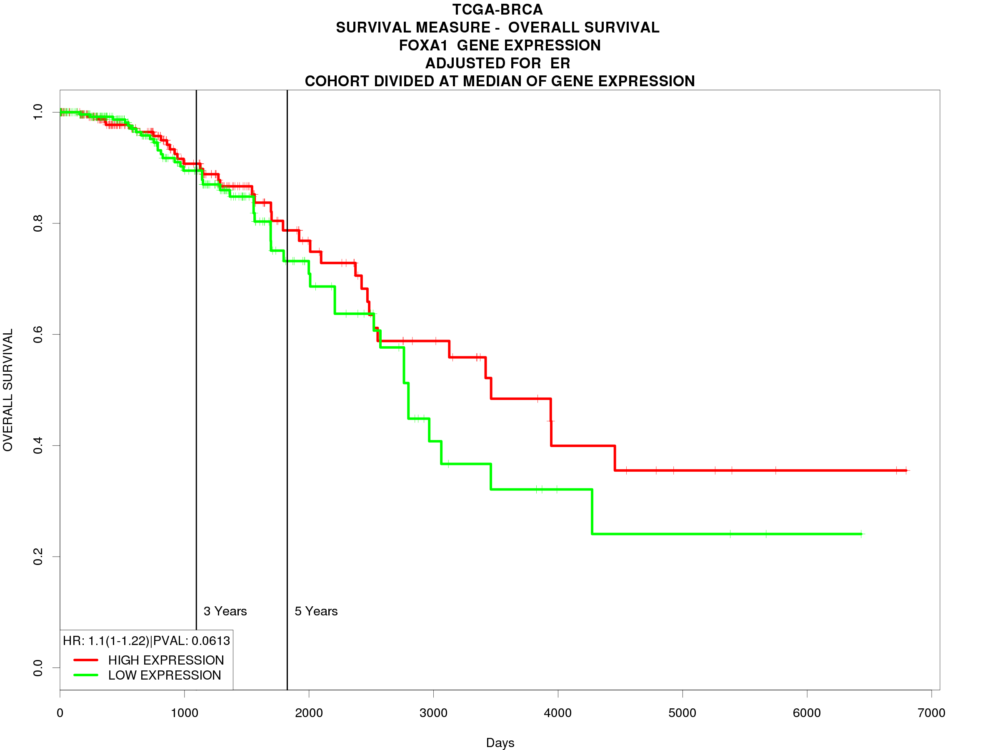 TCGA-BRCA
SURVIVAL MEASURE - OVERALL SURVIVAL
FOXA1 GENE EXPRESSION
ADJUSTED FOR ER
COHORT DIVIDED AT MEDIAN OF GENE EXPRESSION
OVERALL SURVIVAL
1.0
0.8
0.6
0.4
0.2
0.0
3 Years
5 Years
HR: 1.1(1-1.22)|PVAL: 0.0613
HIGH EXPRESSION
LOW EXPRESSION
0 1000 2000 3000 4000 5000 6000 7000
Days